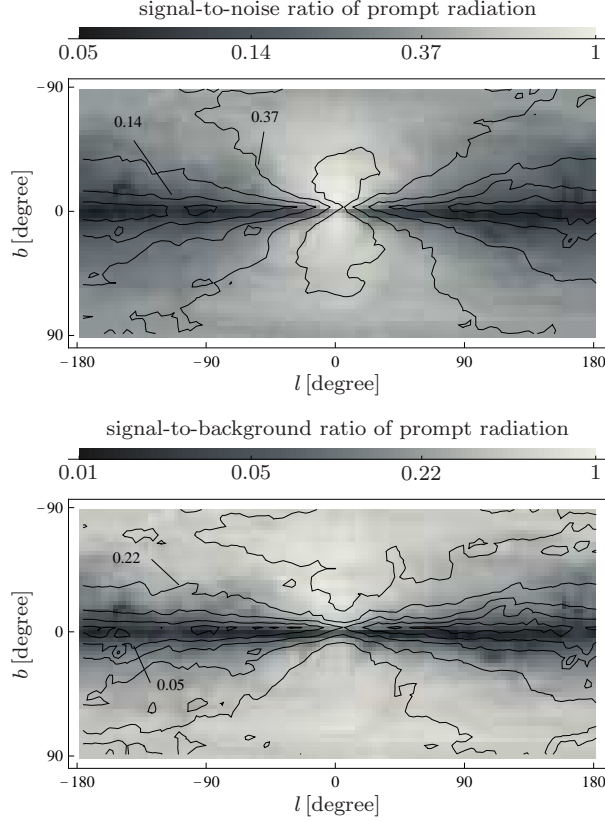 signal-to-noise ratio of prompt radiation
0.05 0.14 0.37 1
−90
0.14 0.37
0
b [degree]
90
−180 −90 0 90 180
l [degree]
signal-to-background ratio of prompt radiation
0.01 0.05 0.22 1
−90
0.22
0
b [degree]
0.05
90
−180 −90 0 90 180
l [degree]